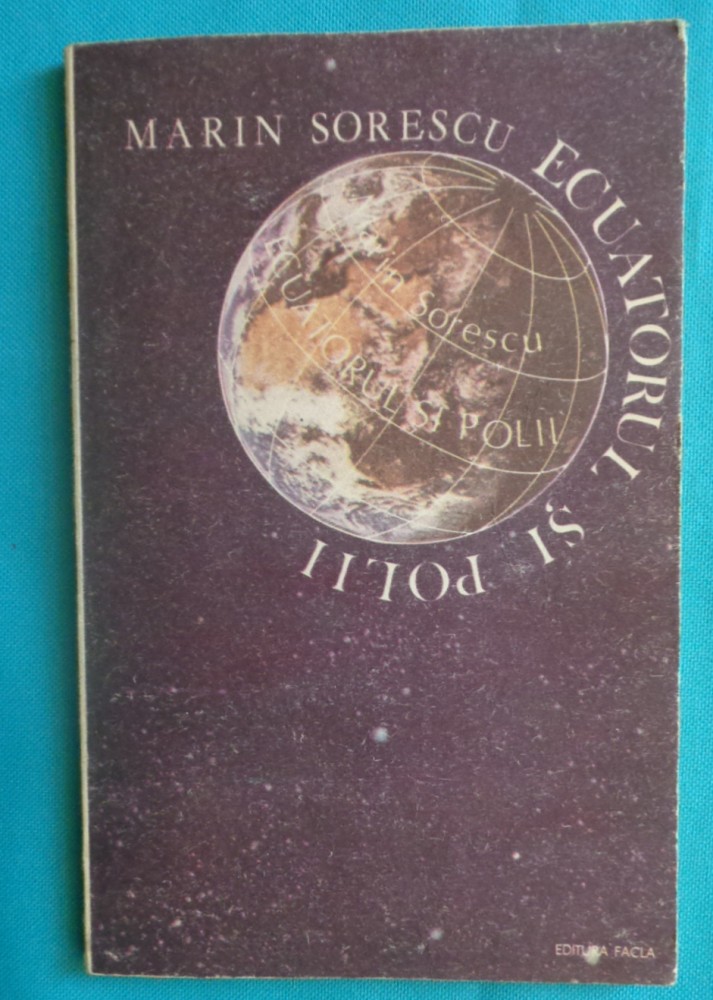 MARIN SORESCU ECUATORUL ȘI POLII
in Sorescu
ECUATORUL ȘI POLII
EDITURA FACLA